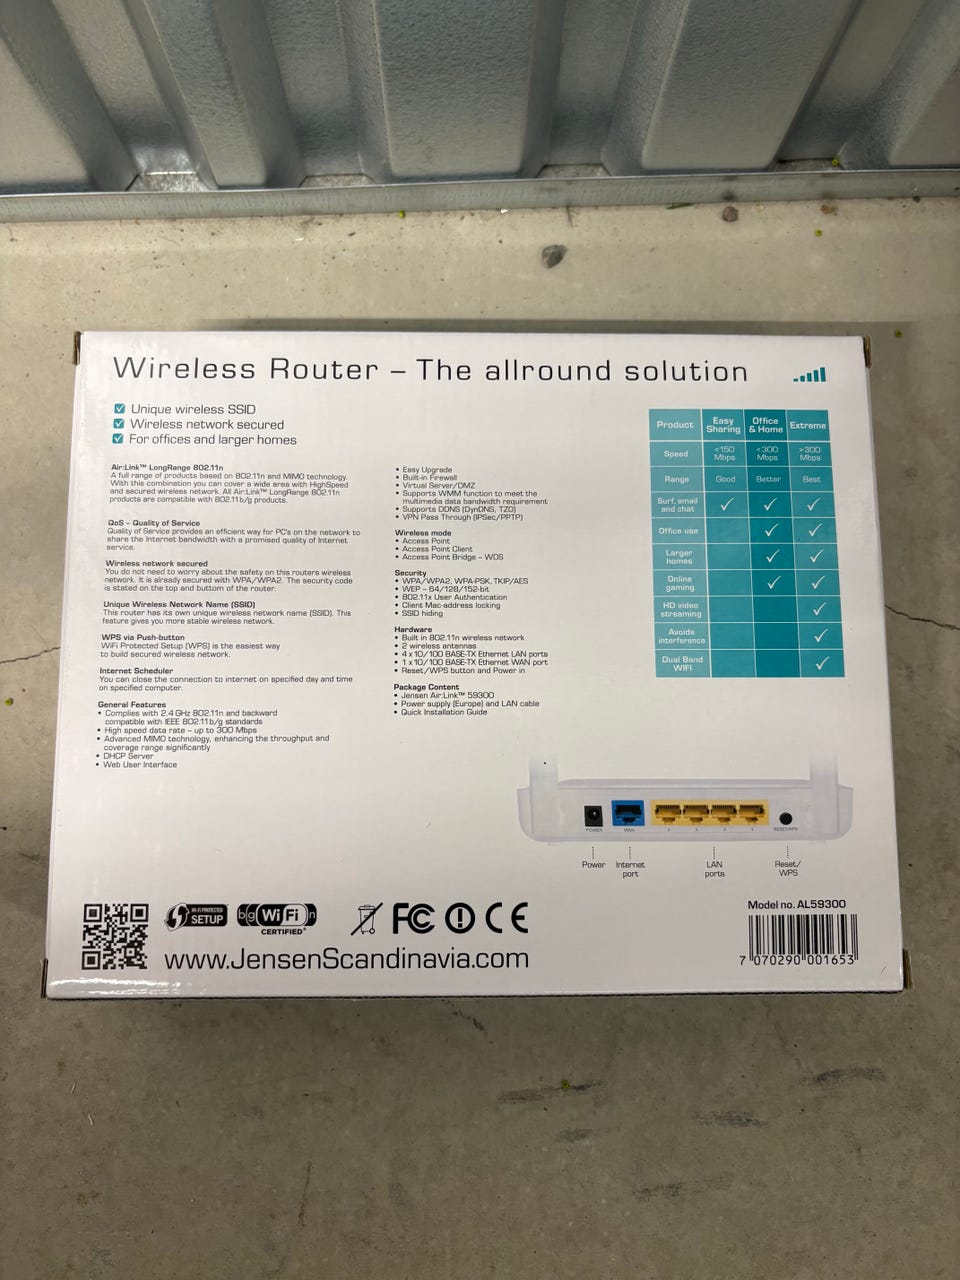 Wireless Router – The allround solution
Unique wireless SSID
Wireless network secured
For offices and larger homes
Air:Link™ LongRange 802.11n
A full range of products based on 802.11n and MIMO technology.
With this combination you can cover a wide area with HighSpeed
and secured wireless network. All Air:Link™ LongRange 802.11n
products are compatible with 802.11b/g products.
QoS – Quality of Service
Quality of Service provides an efficient way for PC's on the network to
share the Internet bandwidth with a promised quality of Internet
service.
Wireless network secured
You do not need to worry about the safety on this routers wireless
network. It is already secured with WPA/WPA2. The security code
is stated on the top and buttom of the router.
Unique Wireless Network Name (SSID)
This router has its own unique wireless network name (SSID). This
feature gives you more stable wireless network.
WPS via Push-button
WiFi Protected Setup (WPS) is the easiest way
to build secured wireless network.
Internet Scheduler
You can close the connection to internet on specified day and time
on specified computer.
General Features
• Complies with 2.4 GHz 802.11n and backward
compatible with IEEE 802.11b/g standards
• High speed data rate – up to 300 Mbps
• Advanced MIMO technology, enhancing the throughput and
coverage range significantly
• DHCP Server
• Web User Interface
• Easy Upgrade
• Built-in Firewall
• Virtual Server/DMZ
• Supports WMM function to meet the
multimedia data bandwidth requirement
• Supports DDNS (DynDNS, TZO)
• VPN Pass Through (IPSec/PPTP)
Wireless mode
• Access Point
• Access Point Client
• Access Point Bridge – WDS
Security
• WPA/WPA2, WPA-PSK, TKIP/AES
• WEP – 64/128/152-bit
• 802.11x User Authentication
• Client Mac-address locking
• SSID hiding
Hardware
• Built in 802.11n wireless network
• 2 wireless antennas
• 4 x 10/100 BASE-TX Ethernet LAN ports
• 1 x 10/100 BASE-TX Ethernet WAN port
• Reset/WPS button and Power in
Package Content
• Jensen Air:Link™ 59300
• Power supply (Europe) and LAN cable
• Quick Installation Guide
Product Easy Sharing Office & Home Extreme
Speed <150 Mbps <300 Mbps >300 Mbps
Range Good Better Best
Surf, email and chat ✓ ✓ ✓
Office use ✓ ✓
Larger homes ✓ ✓
Online gaming ✓ ✓
HD video streaming ✓
Avoids interference ✓
Dual Band WIFI ✓
POWER WAN 4 3 2 1 RESET/WPS
Power Internet port LAN ports Reset/WPS
Wi-Fi PROTECTED SETUP
bg WiFi n
CERTIFIED®
FC CE
www.JensenScandinavia.com
Model no. AL59300
7 070290 001653